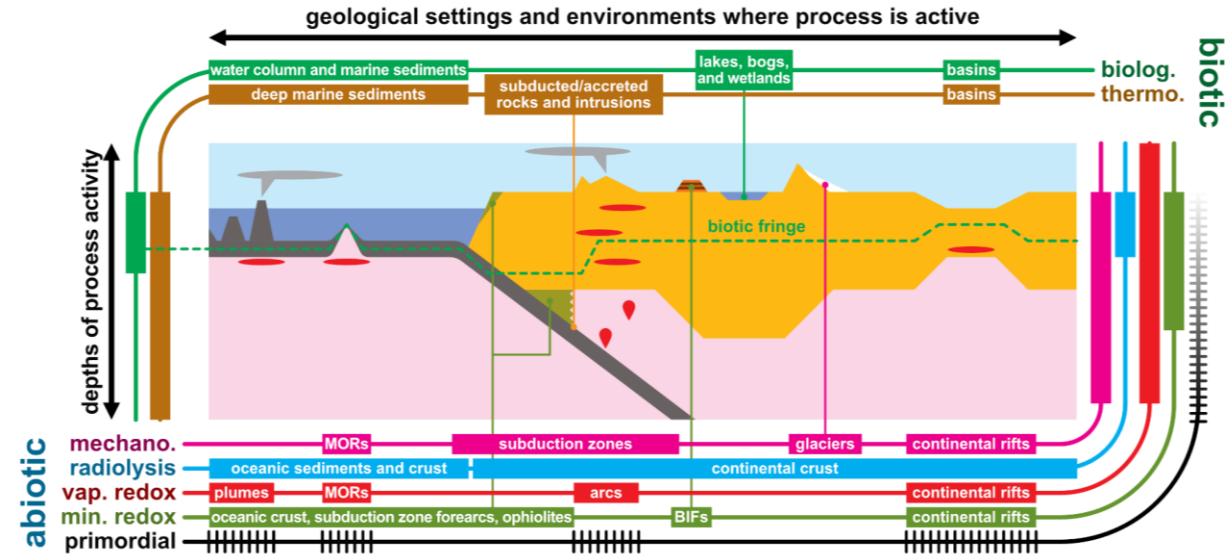 geological settings and environments where process is active
water column and marine sediments
lakes, bogs,
and wetlands
basins
biolog.
deep marine sediments
subducted/accreted
rocks and intrusions
basins
thermo.
biotic
depths of process activity
biotic fringe
abiotic
mechano.
MORs
subduction zones
glaciers
continental rifts
radiolysis
oceanic sediments and crust
continental crust
vap. redox
plumes
MORs
arcs
continental rifts
min. redox
oceanic crust, subduction zone forearcs, ophiolites
BIFs
continental rifts
primordial